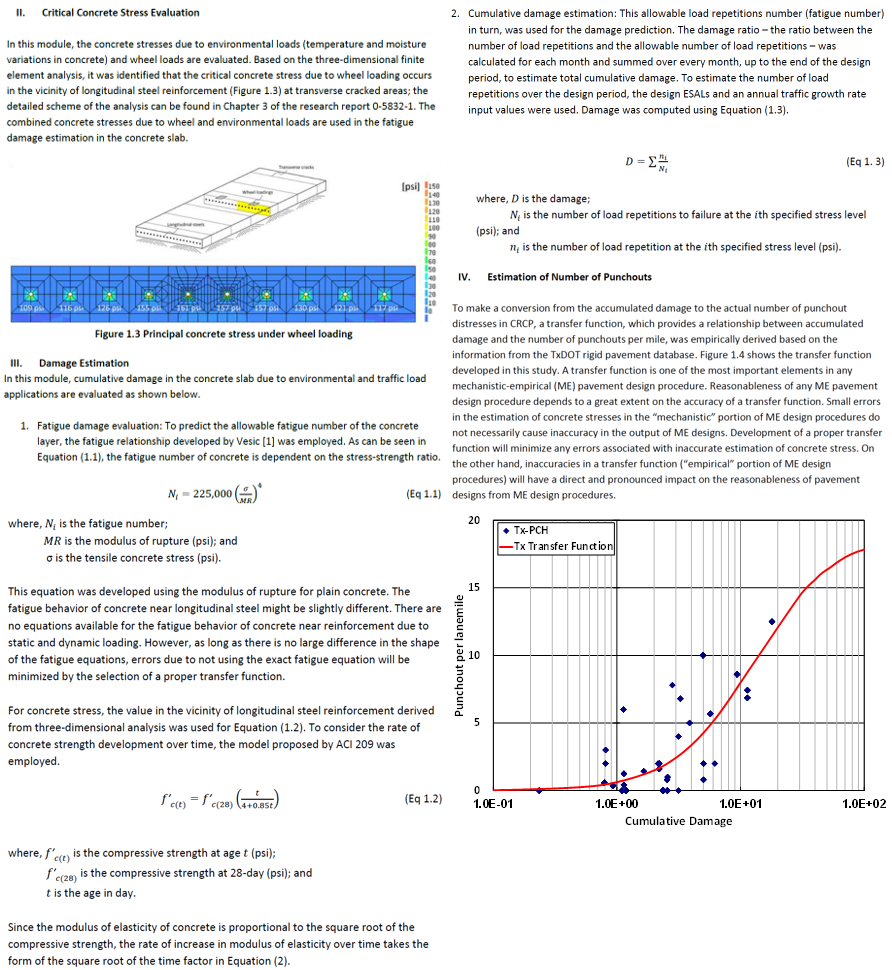 II. Critical Concrete Stress Evaluation
In this module, the concrete stresses due to environmental loads (temperature and moisture
variations in concrete) and wheel loads are evaluated. Based on the three-dimensional finite
element analysis, it was identified that the critical concrete stress due to wheel loading occurs
in the vicinity of longitudinal steel reinforcement (Figure 1.3) at transverse cracked areas; the
detailed scheme of the analysis can be found in Chapter 3 of the research report 0-5832-1. The
combined concrete stresses due to wheel and environmental loads are used in the fatigue
damage estimation in the concrete slab.
Transverse cracks
Wheel loadings
Longitudinal steels
[psi]
150
140
130
120
110
100
90
80
70
60
50
40
30
20
10
0
109 psi 116 psi 126 psi 155 psi 161 psi 157 psi 157 psi 130 psi 121 psi 117 psi
Figure 1.3 Principal concrete stress under wheel loading
III. Damage Estimation
In this module, cumulative damage in the concrete slab due to environmental and traffic load
applications are evaluated as shown below.
1. Fatigue damage evaluation: To predict the allowable fatigue number of the concrete
layer, the fatigue relationship developed by Vesic [1] was employed. As can be seen in
Equation (1.1), the fatigue number of concrete is dependent on the stress-strength ratio.
N_i = 225,000 (σ/MR)^4 (Eq 1.1)
where, N_i is the fatigue number;
MR is the modulus of rupture (psi); and
σ is the tensile concrete stress (psi).
This equation was developed using the modulus of rupture for plain concrete. The
fatigue behavior of concrete near longitudinal steel might be slightly different. There are
no equations available for the fatigue behavior of concrete near reinforcement due to
static and dynamic loading. However, as long as there is no large difference in the shape
of the fatigue equations, errors due to not using the exact fatigue equation will be
minimized by the selection of a proper transfer function.
For concrete stress, the value in the vicinity of longitudinal steel reinforcement derived
from three-dimensional analysis was used for Equation (1.2). To consider the rate of
concrete strength development over time, the model proposed by ACI 209 was
employed.
f'_c(t) = f'_c(28) (t/(4+0.85t)) (Eq 1.2)
where, f'_c(t) is the compressive strength at age t (psi);
f'_c(28) is the compressive strength at 28-day (psi); and
t is the age in day.
Since the modulus of elasticity of concrete is proportional to the square root of the
compressive strength, the rate of increase in modulus of elasticity over time takes the
form of the square root of the time factor in Equation (2).
2. Cumulative damage estimation: This allowable load repetitions number (fatigue number)
in turn, was used for the damage prediction. The damage ratio – the ratio between the
number of load repetitions and the allowable number of load repetitions – was
calculated for each month and summed over every month, up to the end of the design
period, to estimate total cumulative damage. To estimate the number of load
repetitions over the design period, the design ESALs and an annual traffic growth rate
input values were used. Damage was computed using Equation (1.3).
D = Σ n_i/N_i (Eq 1. 3)
where, D is the damage;
N_i is the number of load repetitions to failure at the ith specified stress level
(psi); and
n_i is the number of load repetition at the ith specified stress level (psi).
IV. Estimation of Number of Punchouts
To make a conversion from the accumulated damage to the actual number of punchout
distresses in CRCP, a transfer function, which provides a relationship between accumulated
damage and the number of punchouts per mile, was empirically derived based on the
information from the TxDOT rigid pavement database. Figure 1.4 shows the transfer function
developed in this study. A transfer function is one of the most important elements in any
mechanistic-empirical (ME) pavement design procedure. Reasonableness of any ME pavement
design procedure depends to a great extent on the accuracy of a transfer function. Small errors
in the estimation of concrete stresses in the “mechanistic” portion of ME design procedures do
not necessarily cause inaccuracy in the output of ME designs. Development of a proper transfer
function will minimize any errors associated with inaccurate estimation of concrete stress. On
the other hand, inaccuracies in a transfer function (“empirical” portion of ME design
procedures) will have a direct and pronounced impact on the reasonableness of pavement
designs from ME design procedures.
Punchout per lanemile
20
15
10
5
0
Tx-PCH
Tx Transfer Function
1.0E-01 1.0E+00 1.0E+01 1.0E+02
Cumulative Damage